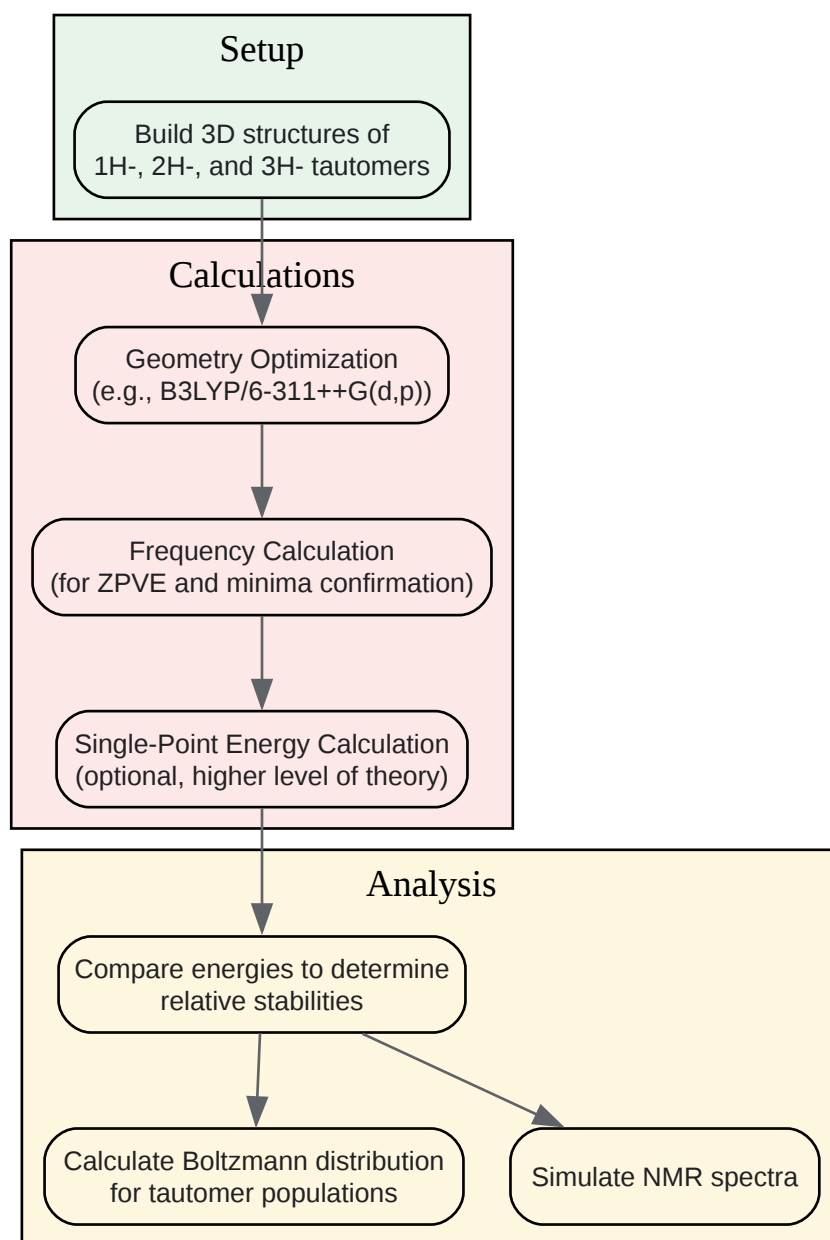 Setup
Build 3D structures of
1H-, 2H-, and 3H- tautomers
Calculations
Geometry Optimization
(e.g., B3LYP/6-311++G(d,p))
Frequency Calculation
(for ZPVE and minima confirmation)
Single-Point Energy Calculation
(optional, higher level of theory)
Analysis
Compare energies to determine
relative stabilities
Calculate Boltzmann distribution
for tautomer populations
Simulate NMR spectra